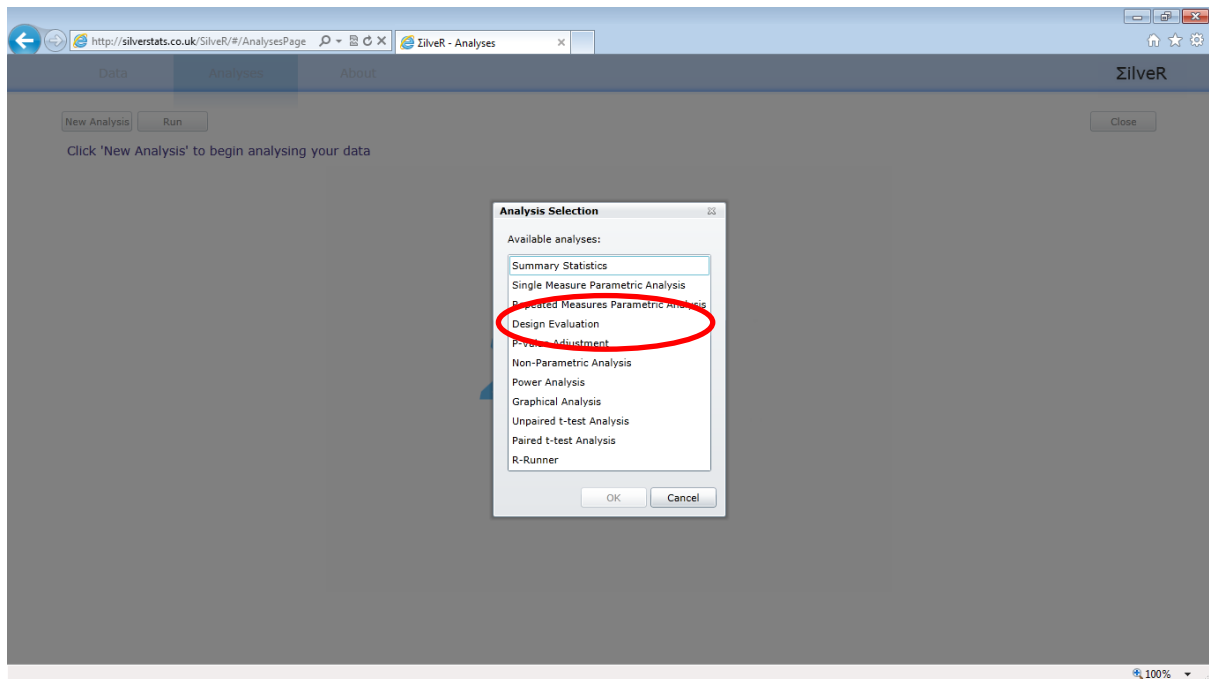 http://silverstats.co.uk/SilveR/#/AnalysesPage
ΣilveR - Analyses
Data
Analyses
About
ΣilveR
New Analysis
Run
Close
Click 'New Analysis' to begin analysing your data
Analysis Selection
Available analyses:
Summary Statistics
Single Measure Parametric Analysis
Repeated Measures Parametric Analysis
Design Evaluation
P-value Adjustment
Non-Parametric Analysis
Power Analysis
Graphical Analysis
Unpaired t-test Analysis
Paired t-test Analysis
R-Runner
OK
Cancel
100%